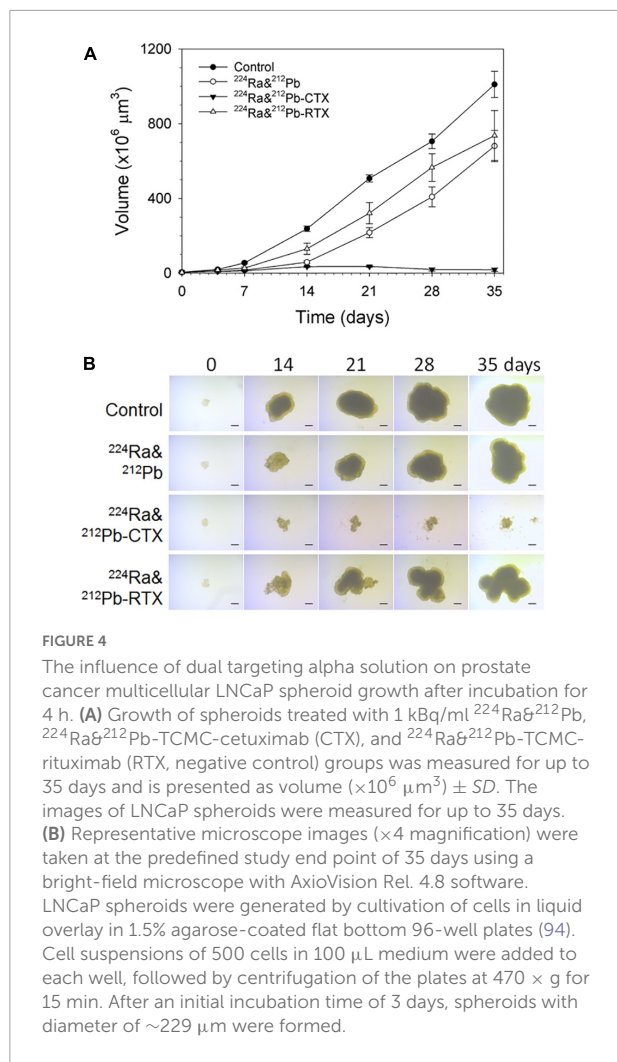 A
1200
Control
²²⁴Ra&²¹²Pb
²²⁴Ra&²¹²Pb-CTX
²²⁴Ra&²¹²Pb-RTX
800
400
0
Volume (x10⁶ µm³)
0 7 14 21 28 35
Time (days)
B
0 14 21 28 35 days
Control
²²⁴Ra&
²¹²Pb
²²⁴Ra&
²¹²Pb-CTX
²²⁴Ra&
²¹²Pb-RTX
FIGURE 4
The influence of dual targeting alpha solution on prostate
cancer multicellular LNCaP spheroid growth after incubation for
4 h. (A) Growth of spheroids treated with 1 kBq/ml ²²⁴Ra&²¹²Pb,
²²⁴Ra&²¹²Pb-TCMC-cetuximab (CTX), and ²²⁴Ra&²¹²Pb-TCMC-
rituximab (RTX, negative control) groups was measured for up to
35 days and is presented as volume (×10⁶ µm³) ± SD. The
images of LNCaP spheroids were measured for up to 35 days.
(B) Representative microscope images (×4 magnification) were
taken at the predefined study end point of 35 days using a
bright-field microscope with AxioVision Rel. 4.8 software.
LNCaP spheroids were generated by cultivation of cells in liquid
overlay in 1.5% agarose-coated flat bottom 96-well plates (94).
Cell suspensions of 500 cells in 100 µL medium were added to
each well, followed by centrifugation of the plates at 470 × g for
15 min. After an initial incubation time of 3 days, spheroids with
diameter of ~229 µm were formed.